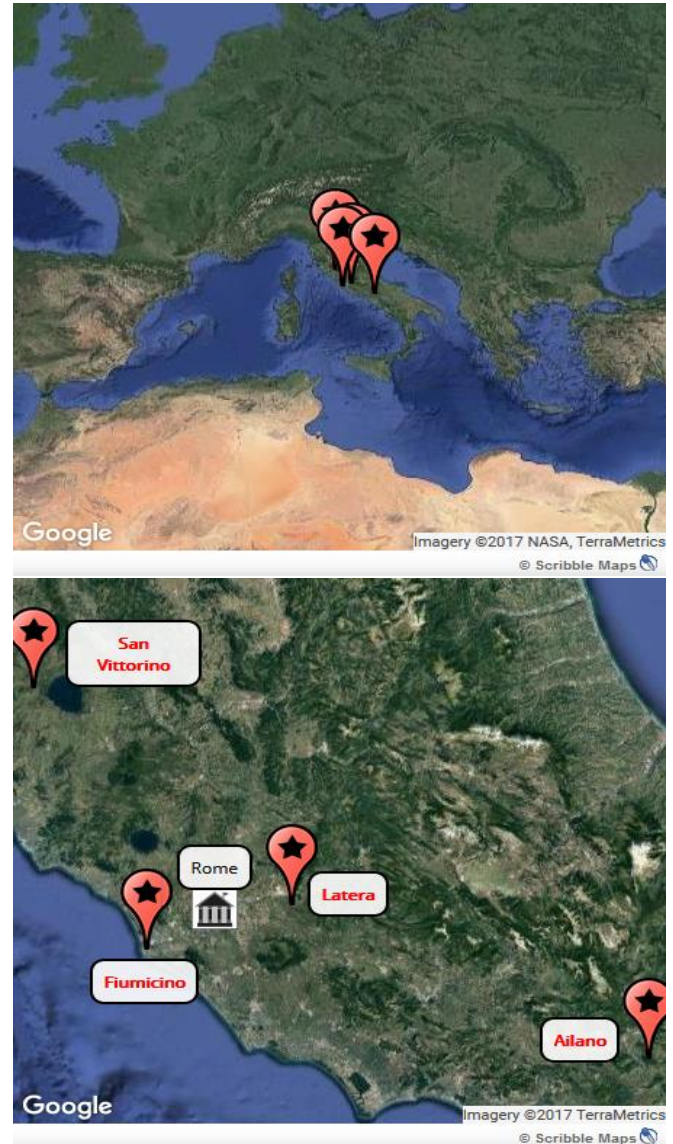 Google
Imagery ©2017 NASA, TerraMetrics
© Scribble Maps
San
Vittorino
Rome
Latera
Fiumicino
Ailano
Google
Imagery ©2017 TerraMetrics
© Scribble Maps